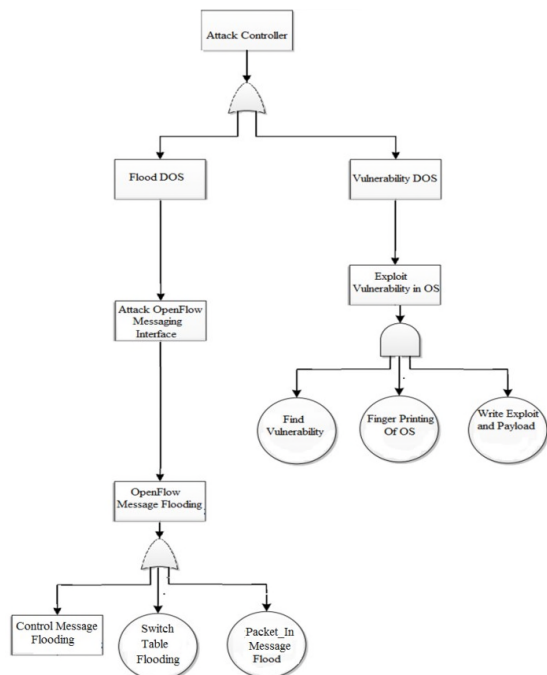 Attack Controller
Flood DOS
Vulnerability DOS
Exploit
Vulnerability in OS
Attack OpenFlow
Messaging
Interface
Find
Vulnerability
Finger Printing
Of OS
Write Exploit
and Payload
OpenFlow
Message Flooding
Control Message
Flooding
Switch
Table
Flooding
Packet_In
Message
Flood